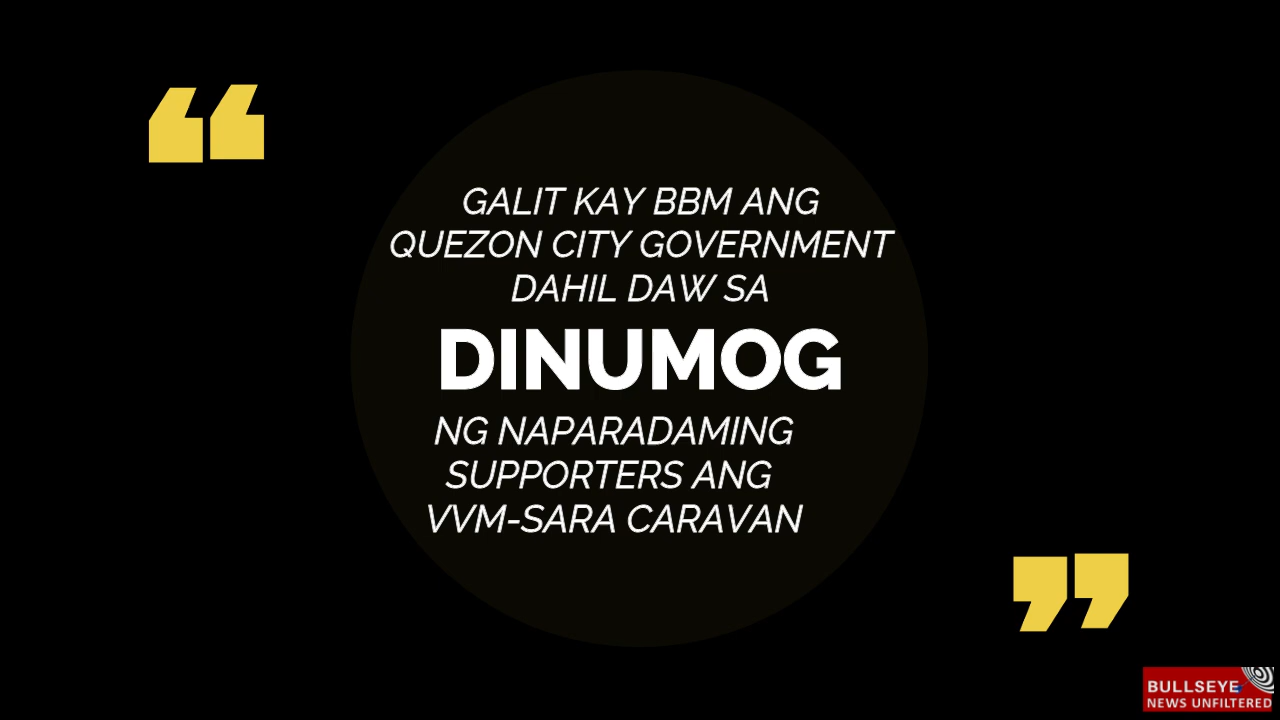 GALIT KAY BBM ANG
QUEZON CITY GOVERNMENT
DAHIL DAW SA
DINUMOG
NG NAPARADAMING
SUPPORTERS ANG
VVM-SARA CARAVAN
BULLSEYE
NEWS UNFILTERED